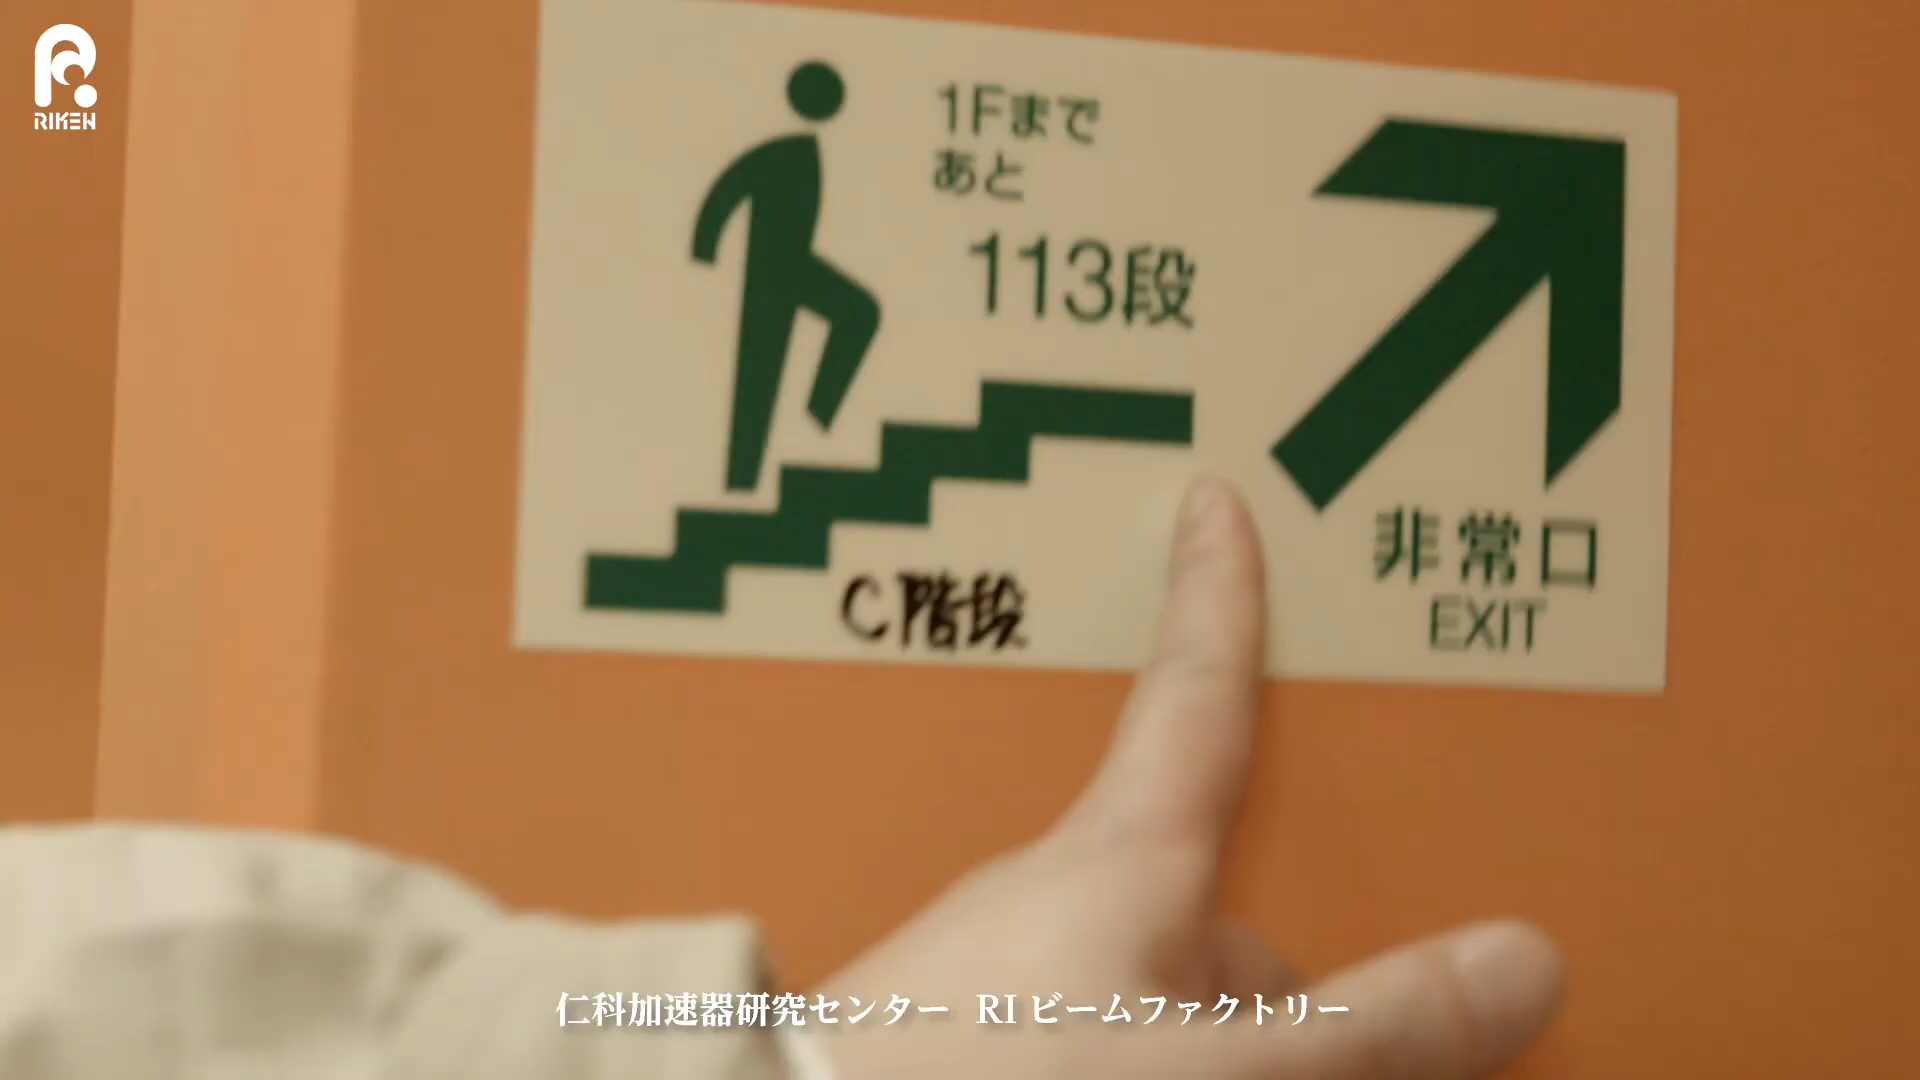 RIKEN
1Fまで
あと
113段
C階段
非常口
EXIT
仁科加速器研究センター RIビームファクトリー